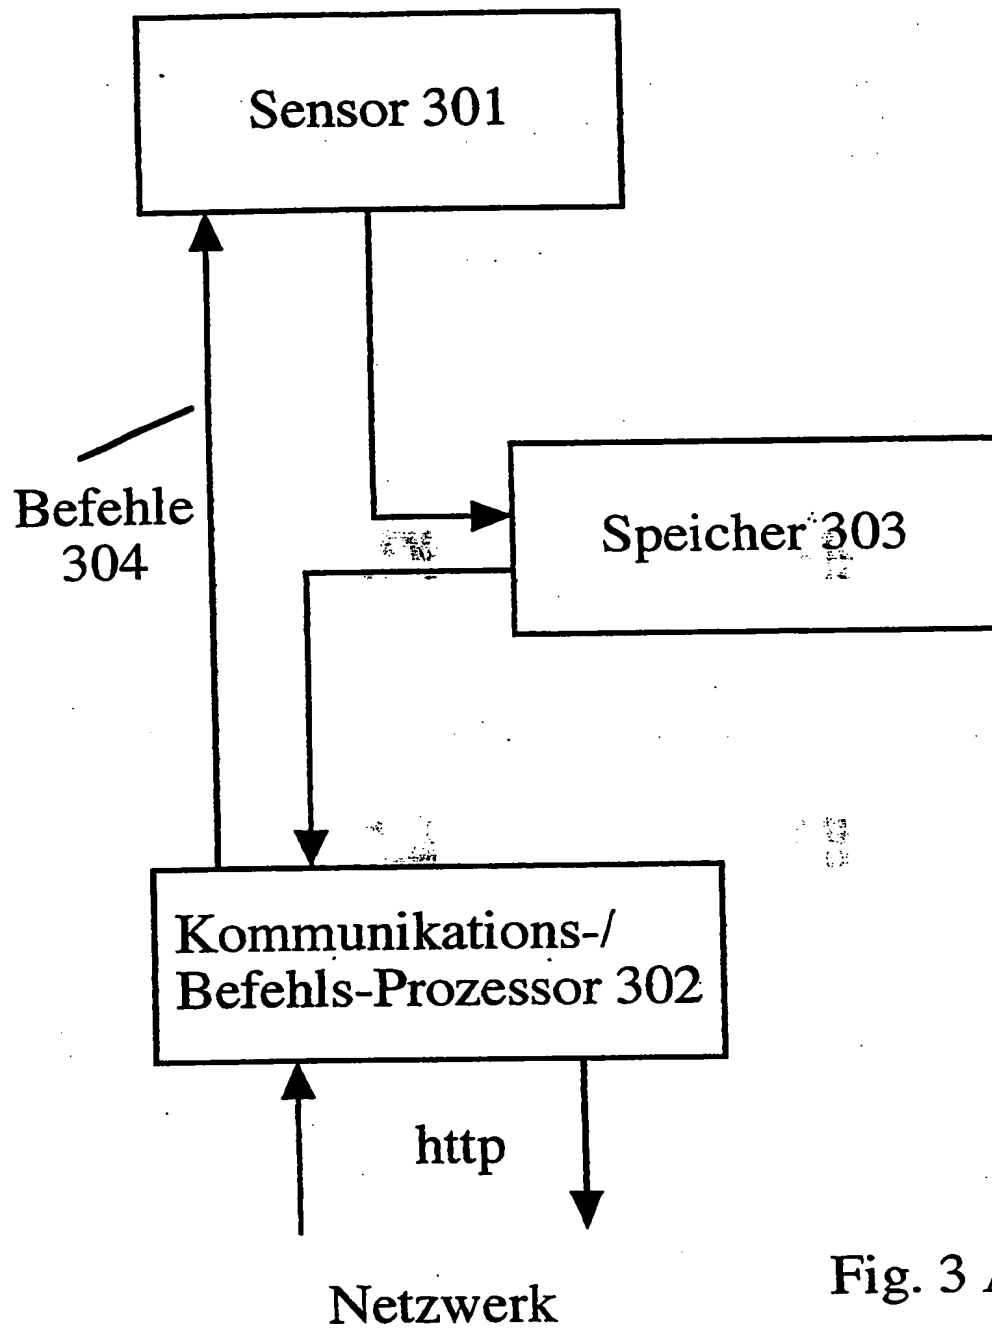 Sensor 301
Befehle
304
Speicher 303
Kommunikations-/
Befehls-Prozessor 302
http
Netzwerk
Fig. 3